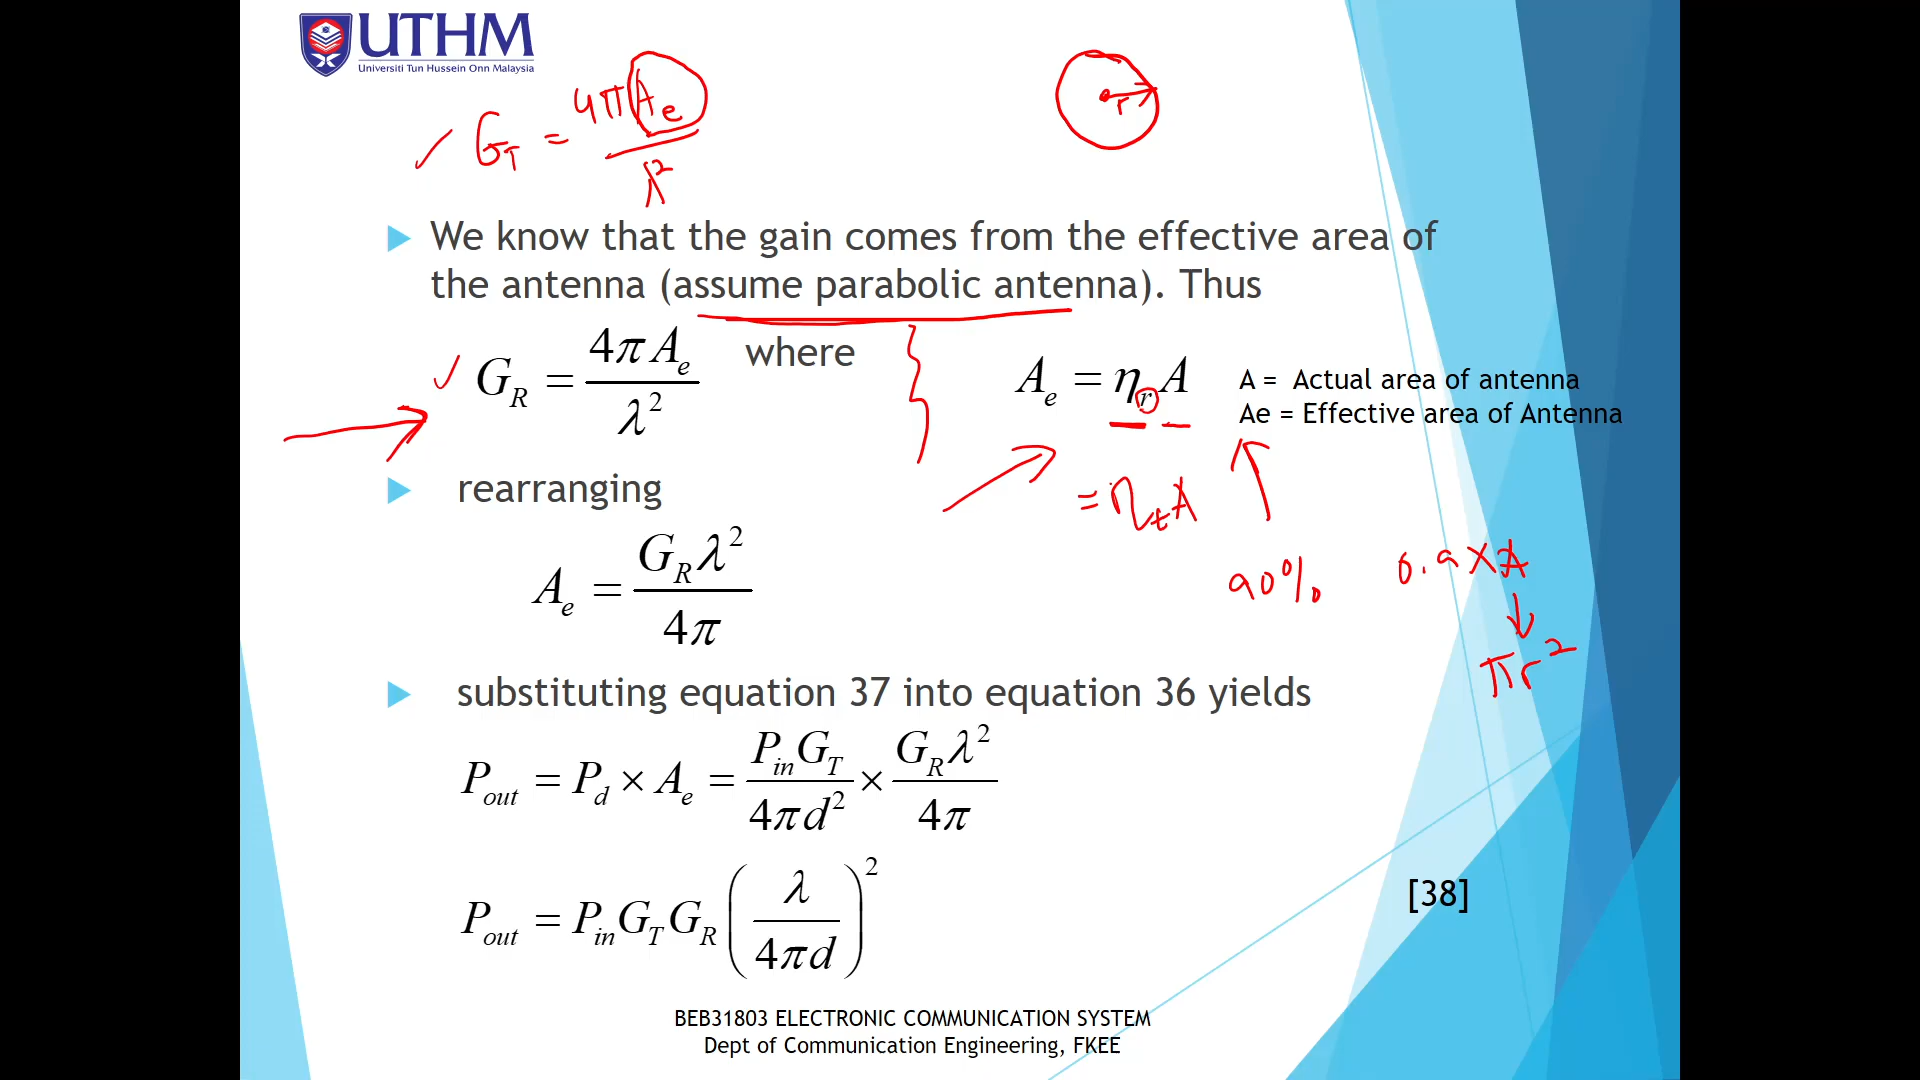 UTHM
Universiti Tun Hussein Onn Malaysia
G_T = 4πA_e / λ²
r
We know that the gain comes from the effective area of
the antenna (assume parabolic antenna). Thus
G_R = 4πA_e / λ² where A_e = η_r A
A = Actual area of antenna
Ae = Effective area of Antenna
= η_t A
rearranging
A_e = G_R λ² / 4π
90% 0.9 × A
πr²
substituting equation 37 into equation 36 yields
P_out = P_d × A_e = P_in G_T / 4πd² × G_R λ² / 4π
P_out = P_in G_T G_R (λ / 4πd)² [38]
BEB31803 ELECTRONIC COMMUNICATION SYSTEM
Dept of Communication Engineering, FKEE